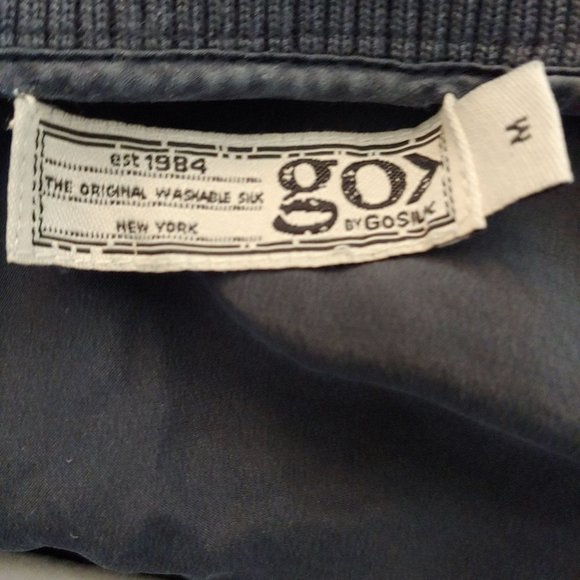 est 1984
THE ORIGINAL WASHABLE SILK
NEW YORK
go>
BY GOSILK
M